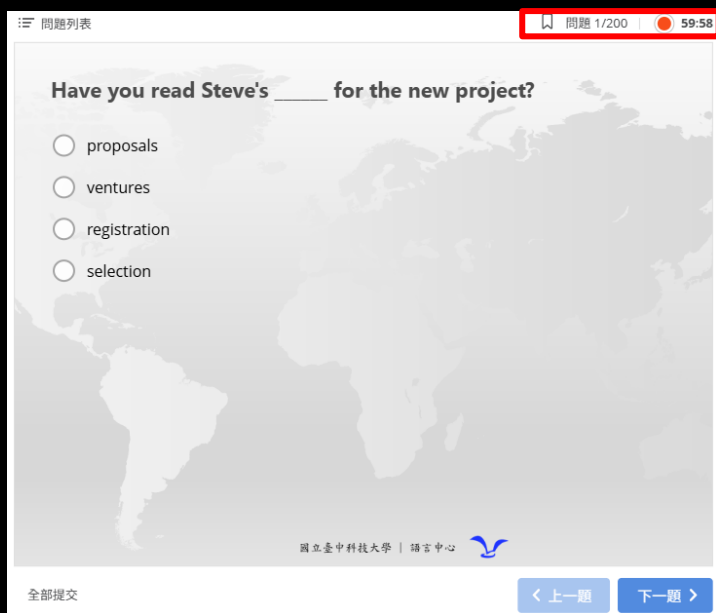 問題列表
問題 1/200 59:58
Have you read Steve's ______ for the new project?
proposals
ventures
registration
selection
國立臺中科技大學 | 語言中心
全部提交
上一題 下一題